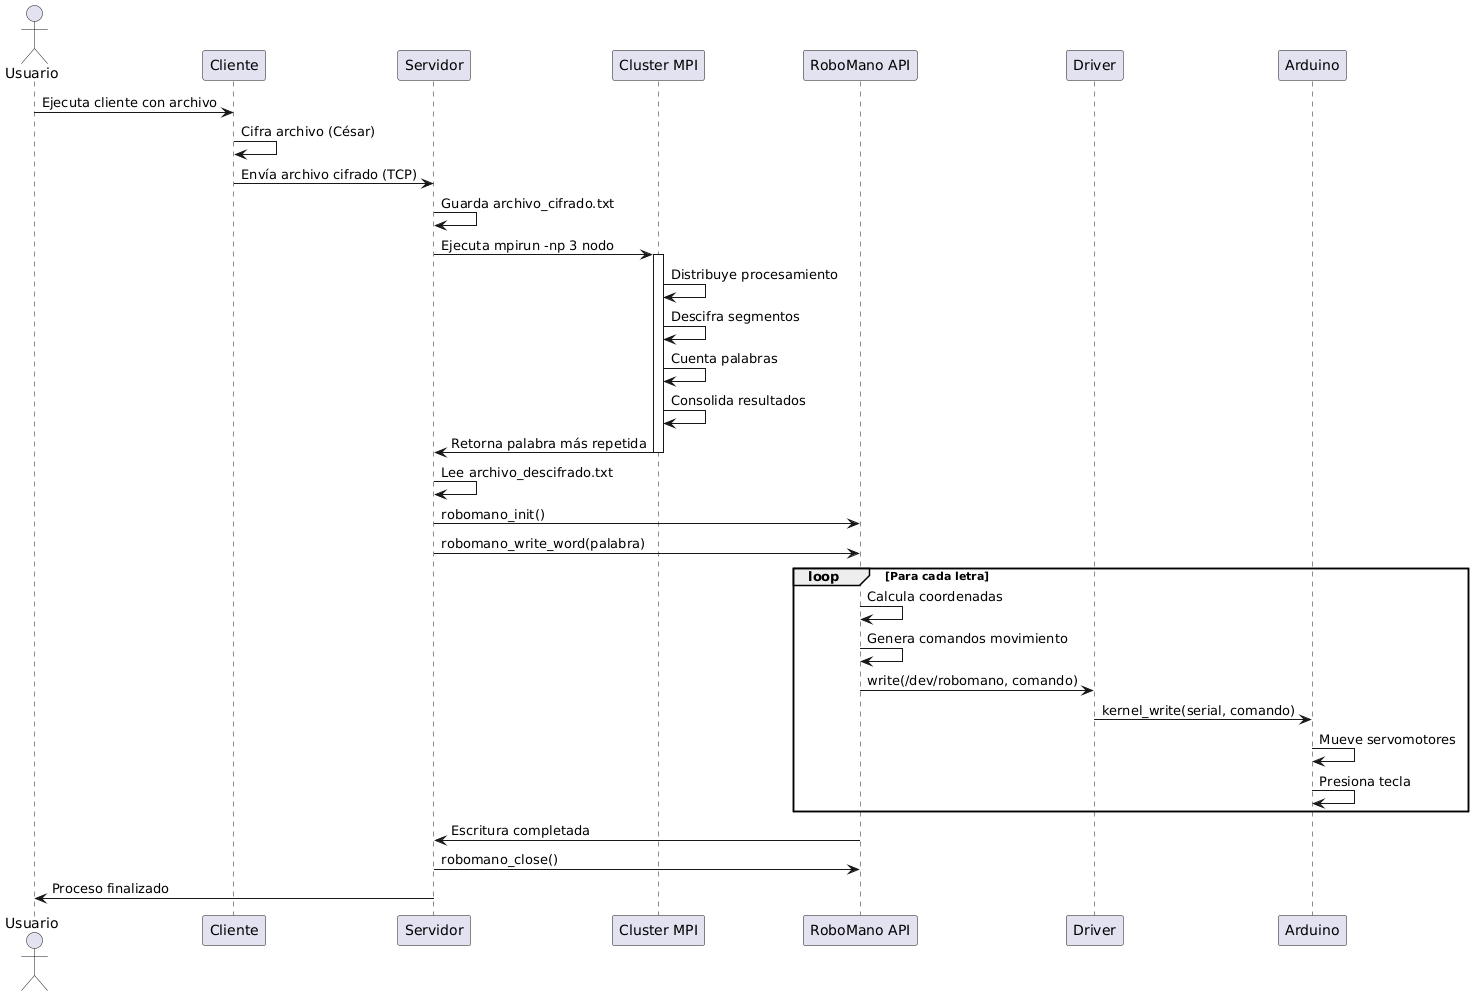 Usuario
Cliente
Servidor
Cluster MPI
RoboMano API
Driver
Arduino
Ejecuta cliente con archivo
Cifra archivo (César)
Envía archivo cifrado (TCP)
Guarda archivo_cifrado.txt
Ejecuta mpirun -np 3 nodo
Distribuye procesamiento
Descifra segmentos
Cuenta palabras
Consolida resultados
Retorna palabra más repetida
Lee archivo_descifrado.txt
robomano_init()
robomano_write_word(palabra)
loop [Para cada letra]
Calcula coordenadas
Genera comandos movimiento
write(/dev/robomano, comando)
kernel_write(serial, comando)
Mueve servomotores
Presiona tecla
Escritura completada
robomano_close()
Proceso finalizado
Usuario
Cliente
Servidor
Cluster MPI
RoboMano API
Driver
Arduino